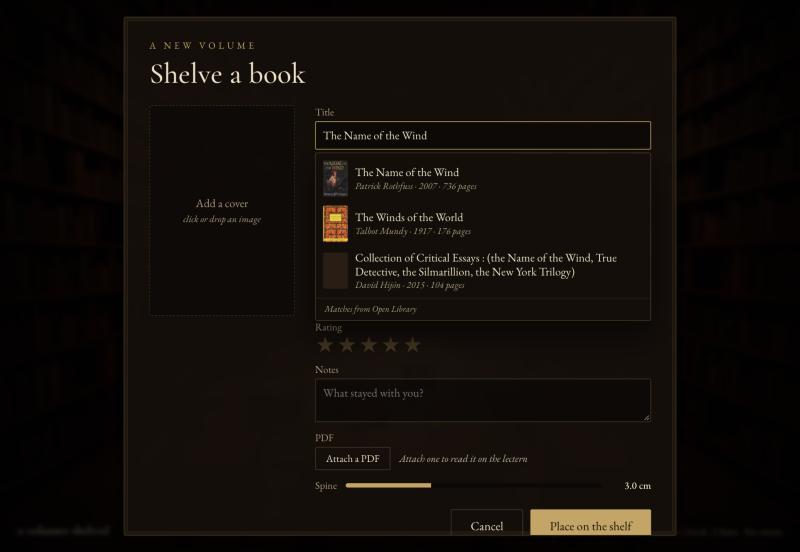 A NEW VOLUME
Shelve a book
Add a cover
click or drop an image
Title
The Name of the Wind
The Name of the Wind
Patrick Rothfuss · 2007 · 736 pages
The Winds of the World
Talbot Mundy · 1917 · 176 pages
Collection of Critical Essays : (the Name of the Wind, True
Detective, the Silmarillion, the New York Trilogy)
David Hijón · 2015 · 104 pages
Matches from Open Library
Rating
Notes
What stayed with you?
PDF
Attach a PDF
Attach one to read it on the lectern
Spine
3.0 cm
Cancel
Place on the shelf